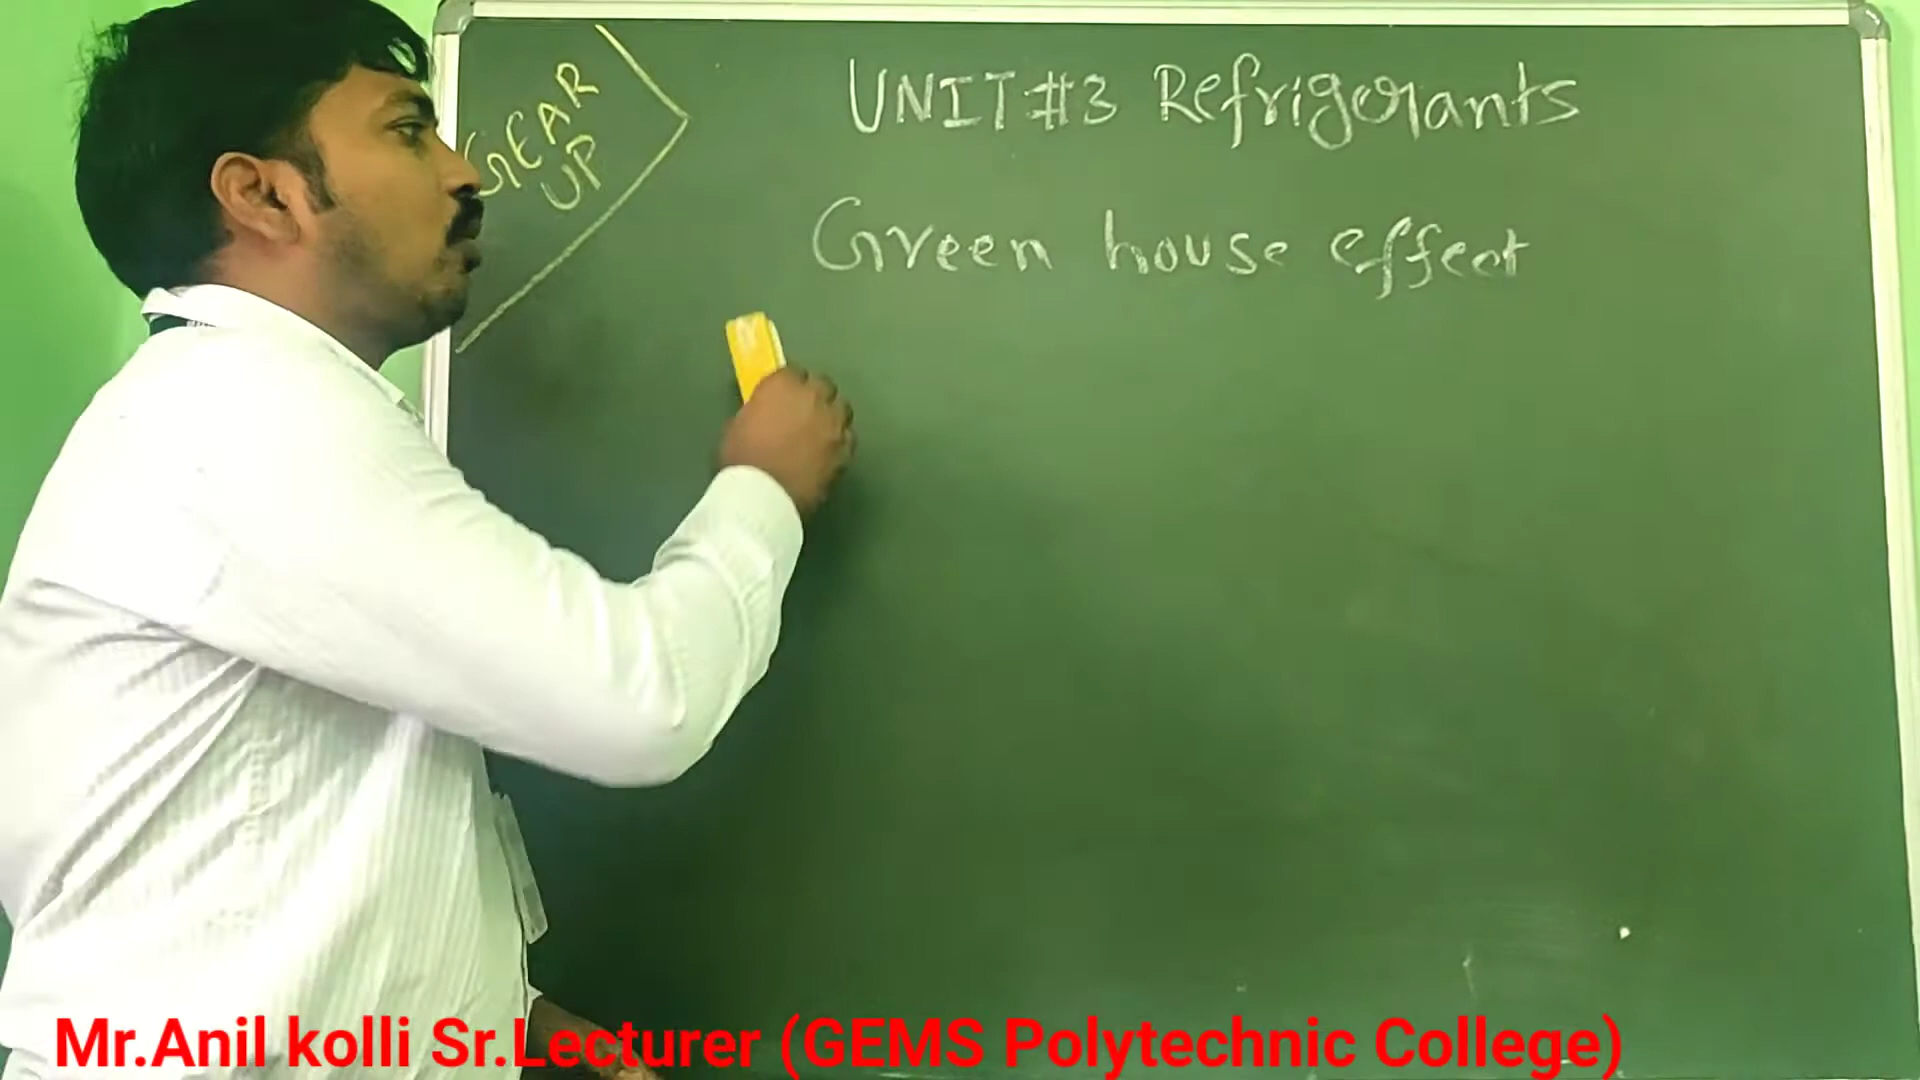 GEAR
UP
UNIT#3 Refrigerants
Green house effect
Mr.Anil kolli Sr.Lecturer (GEMS Polytechnic College)